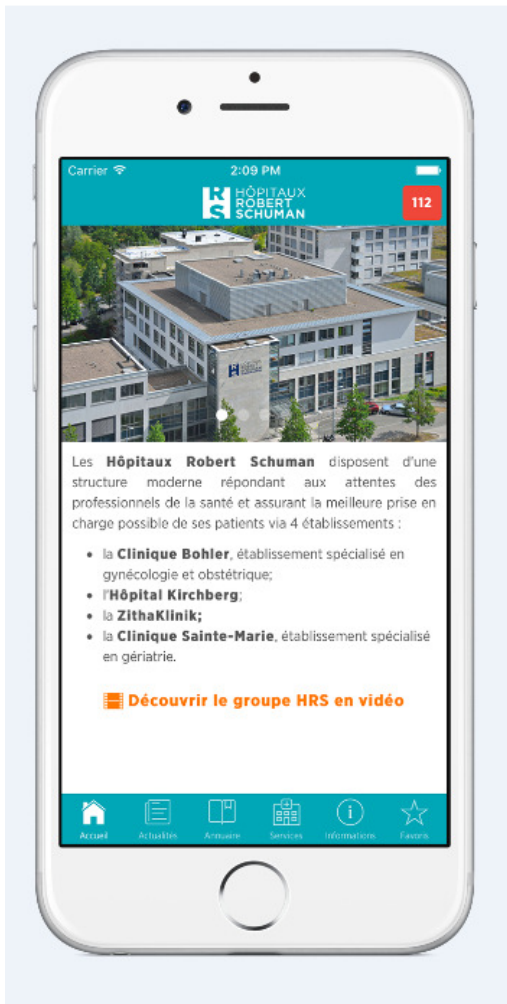 Carrier 2:09 PM
HÔPITAUX
ROBERT
SCHUMAN
112
Les Hôpitaux Robert Schuman disposent d'une
structure moderne répondant aux attentes des
professionnels de la santé et assurant la meilleure prise en
charge possible de ses patients via 4 établissements :
• la Clinique Bohler, établissement spécialisé en
gynécologie et obstétrique;
• l'Hôpital Kirchberg;
• la ZithaKlinik;
• la Clinique Sainte-Marie, établissement spécialisé
en gériatrie.
Découvrir le groupe HRS en vidéo
Accueil Actualités Annuaire Services Informations Favoris